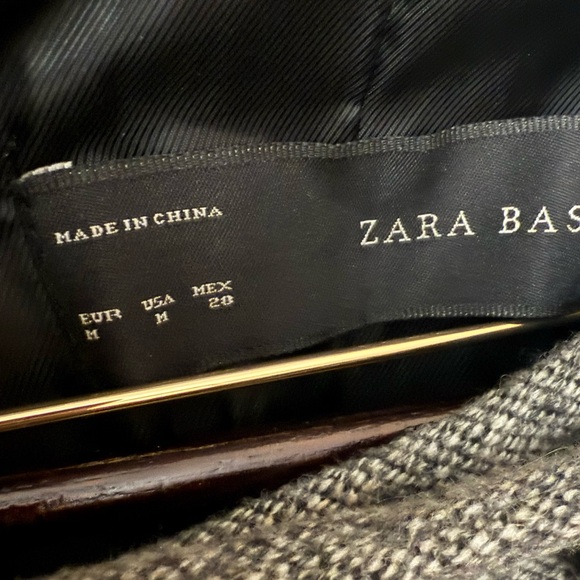 MADE IN CHINA
ZARA BAS
EUR USA MEX
M M 28